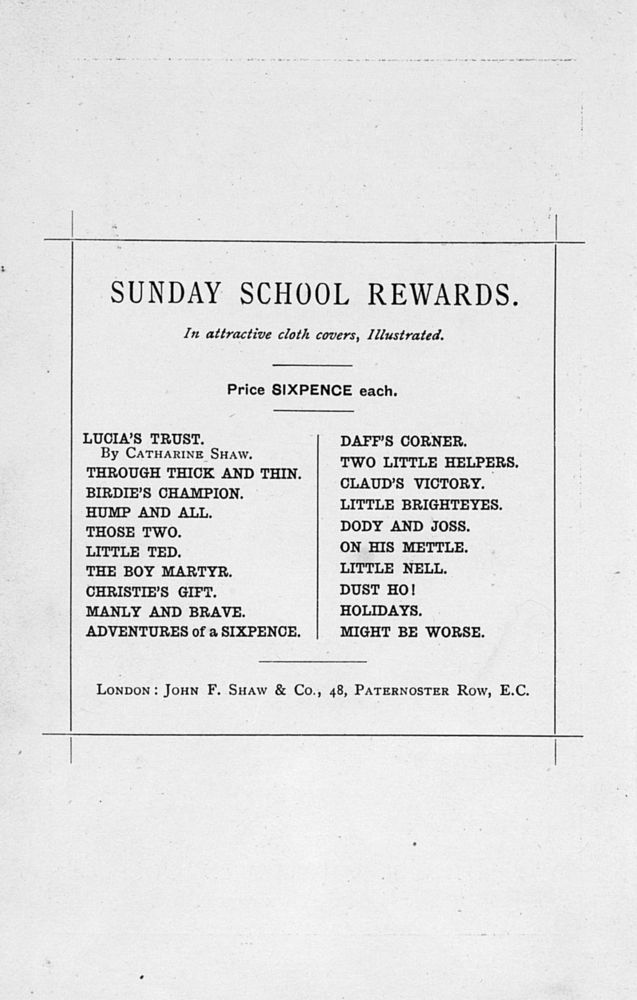 SUNDAY SCHOOL REWARDS.
In attractive cloth covers, Illustrated.
Price SIXPENCE each.
LUCIA'S TRUST.
By CATHARINE SHAW.
THROUGH THICK AND THIN.
BIRDIE'S CHAMPION.
HUMP AND ALL.
THOSE TWO.
LITTLE TED.
THE BOY MARTYR.
CHRISTIE'S GIFT.
MANLY AND BRAVE.
ADVENTURES of a SIXPENCE.
DAFF'S CORNER.
TWO LITTLE HELPERS.
CLAUD'S VICTORY.
LITTLE BRIGHTEYES.
DODY AND JOSS.
ON HIS METTLE.
LITTLE NELL.
DUST HO!
HOLIDAYS.
MIGHT BE WORSE.
LONDON: JOHN F. SHAW & CO., 48, PATERNOSTER ROW, E.C.